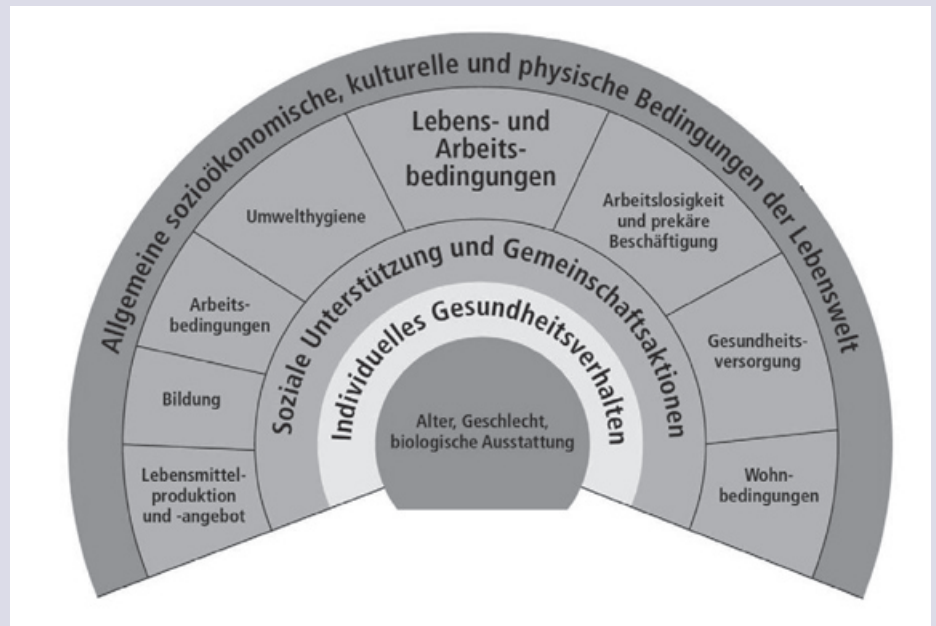 Allgemeine sozioökonomische, kulturelle und physische Bedingungen der Lebenswelt
Lebens- und
Arbeits-
bedingungen
Umwelthygiene
Arbeitslosigkeit
und prekäre
Beschäftigung
Arbeits-
bedingungen
Gesundheits-
versorgung
Bildung
Lebensmittel-
produktion
und -angebot
Wohn-
bedingungen
Soziale Unterstützung und Gemeinschaftsaktionen
Individuelles Gesundheitsverhalten
Alter, Geschlecht,
biologische Ausstattung